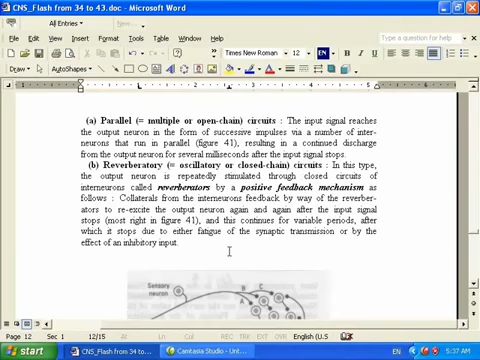 CNS_Flash from 34 to 43.doc - Microsoft Word
All Entries
File Edit View Insert Format Tools Table Window Help
Times New Roman 12 EN B
Draw AutoShapes
(a) Parallel (= multiple or open-chain) circuits : The input signal reaches
the output neuron in the form of successive impulses via a number of inter-
neurons that run in parallel (figure 41), resulting in a continued discharge
from the output neuron for several milliseconds after the input signal stops.
(b) Reverberatory (= oscillatory or closed-chain) circuits : In this type,
the output neuron is repeatedly stimulated through closed circuits of
interneurons called reverberators by a positive feedback mechanism as
follows : Collaterals from the interneurons feedback by way of the reverber-
ators to re-excite the output neuron again and again after the input signal
stops (most right in figure 41), and this continues for variable periods, after
which it stops due to either fatigue of the synaptic transmission or by the
effect of an inhibitory input.
Sensory
neuron
B C
A
Page 12 Sec 1 12/15 REC TRK EXT OVR English (U.S
start CNS_Flash from 34 to... Camtasia Studio - Unt... EN 5:37 AM